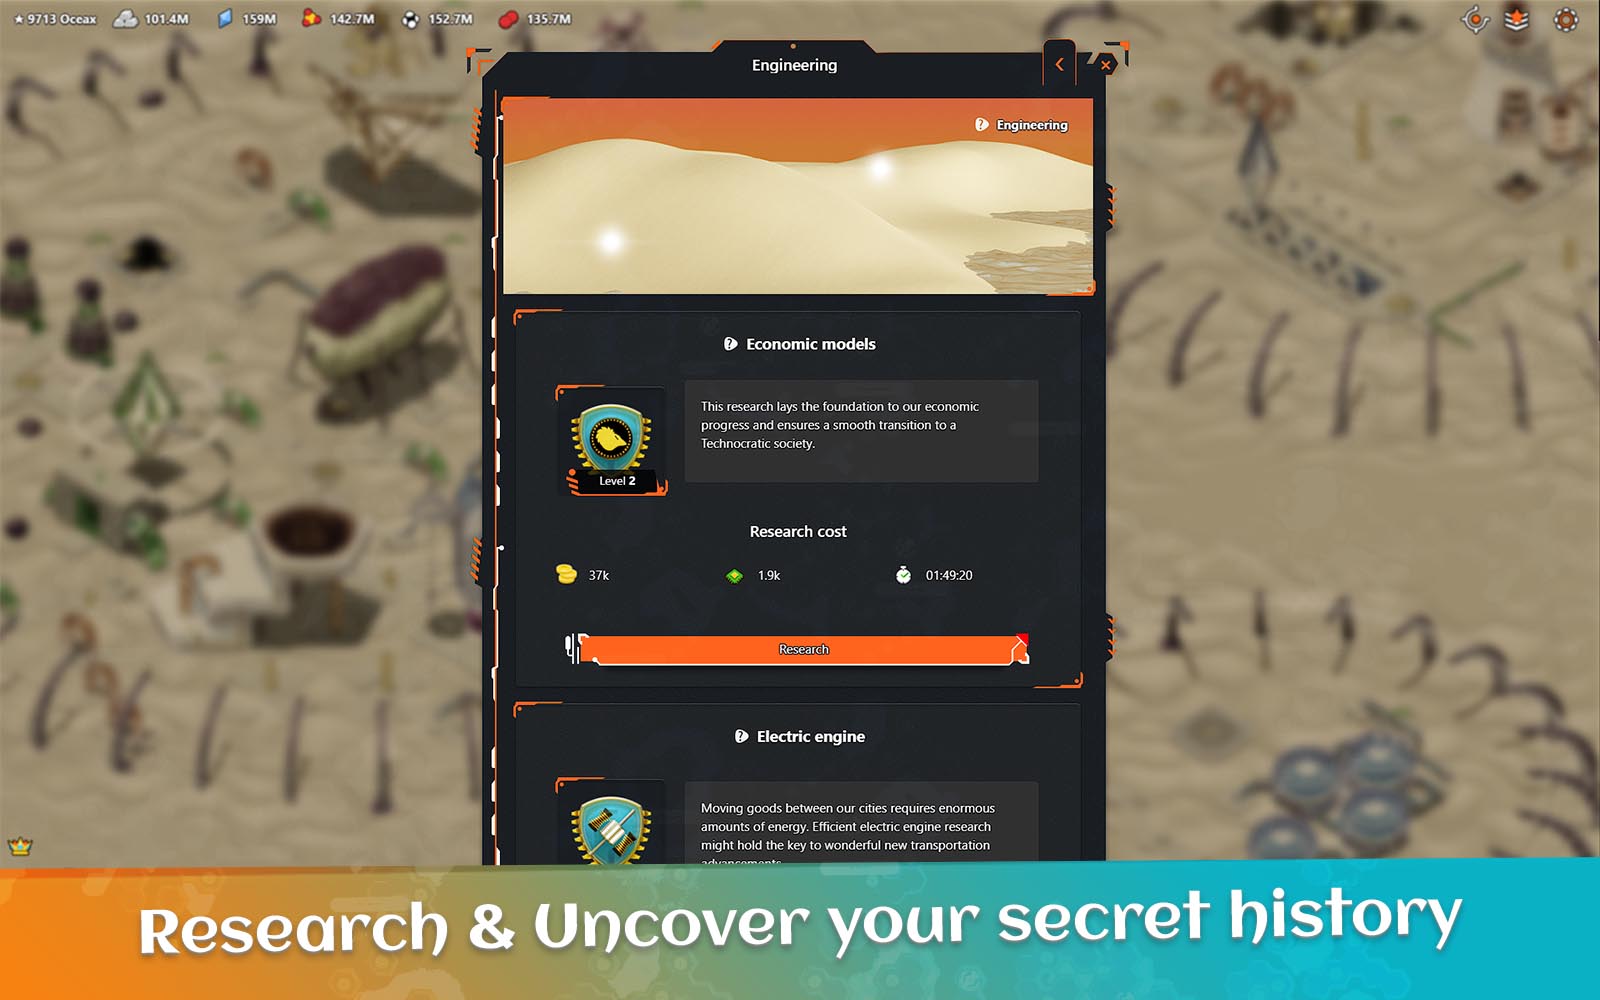 9713 Oceax 101.4M 159M 142.7M 152.7M 135.7M
Engineering
Engineering
Economic models
This research lays the foundation to our economic
progress and ensures a smooth transition to a
Technocratic society.
Level 2
Research cost
37k 1.9k 01:49:20
Research
Electric engine
Moving goods between our cities requires enormous
amounts of energy. Efficient electric engine research
might hold the key to wonderful new transportation
advancements.
Research & Uncover your secret history